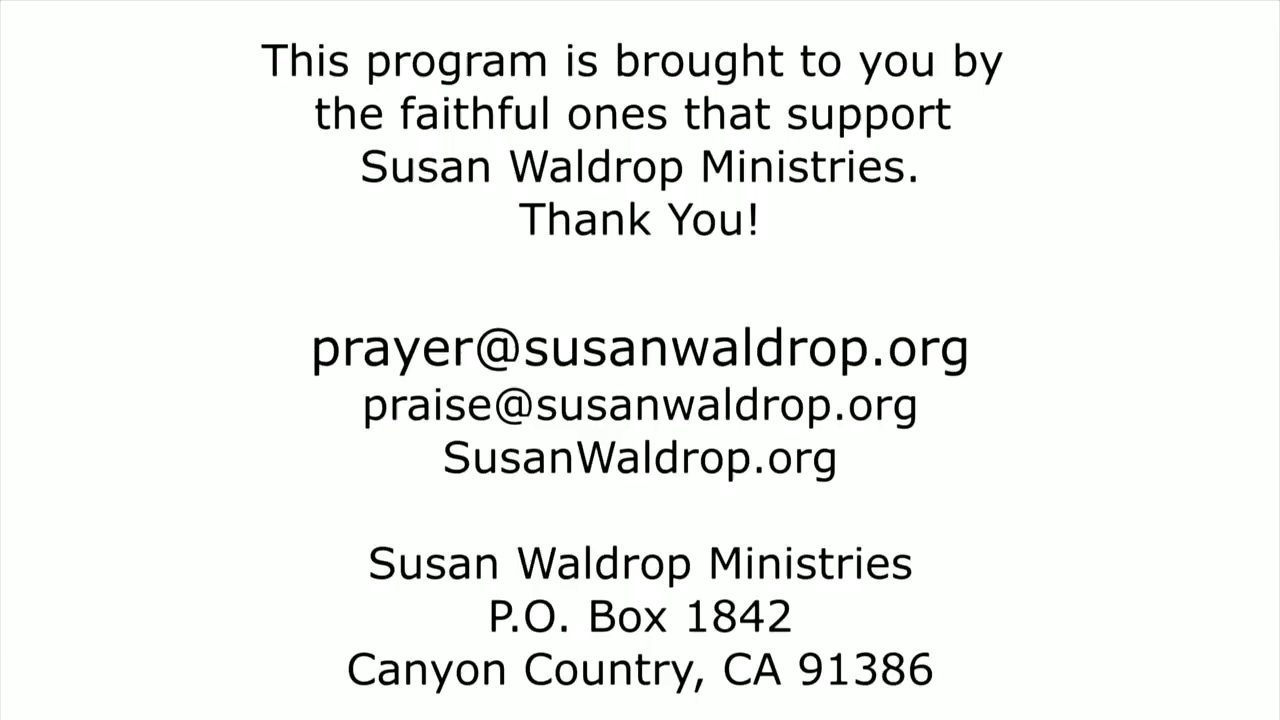 This program is brought to you by
the faithful ones that support
Susan Waldrop Ministries.
Thank You!
prayer@susanwaldrop.org
praise@susanwaldrop.org
SusanWaldrop.org
Susan Waldrop Ministries
P.O. Box 1842
Canyon Country, CA 91386